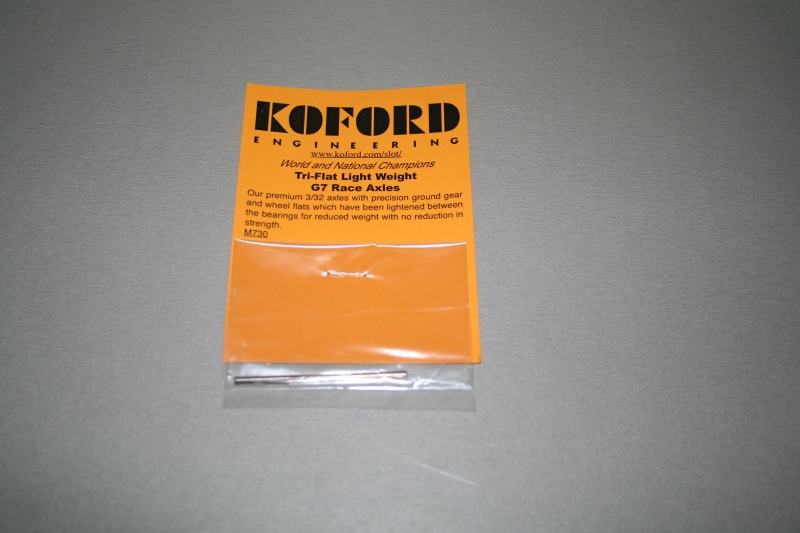 KOFORD
ENGINEERING
www.koford.com/slot/
World and National Champions
Tri-Flat Light Weight
G7 Race Axles
Our premium 3/32 axles with precision ground gear
and wheel flats which have been lightened between
the bearings for reduced weight with no reduction in
strength.
M730